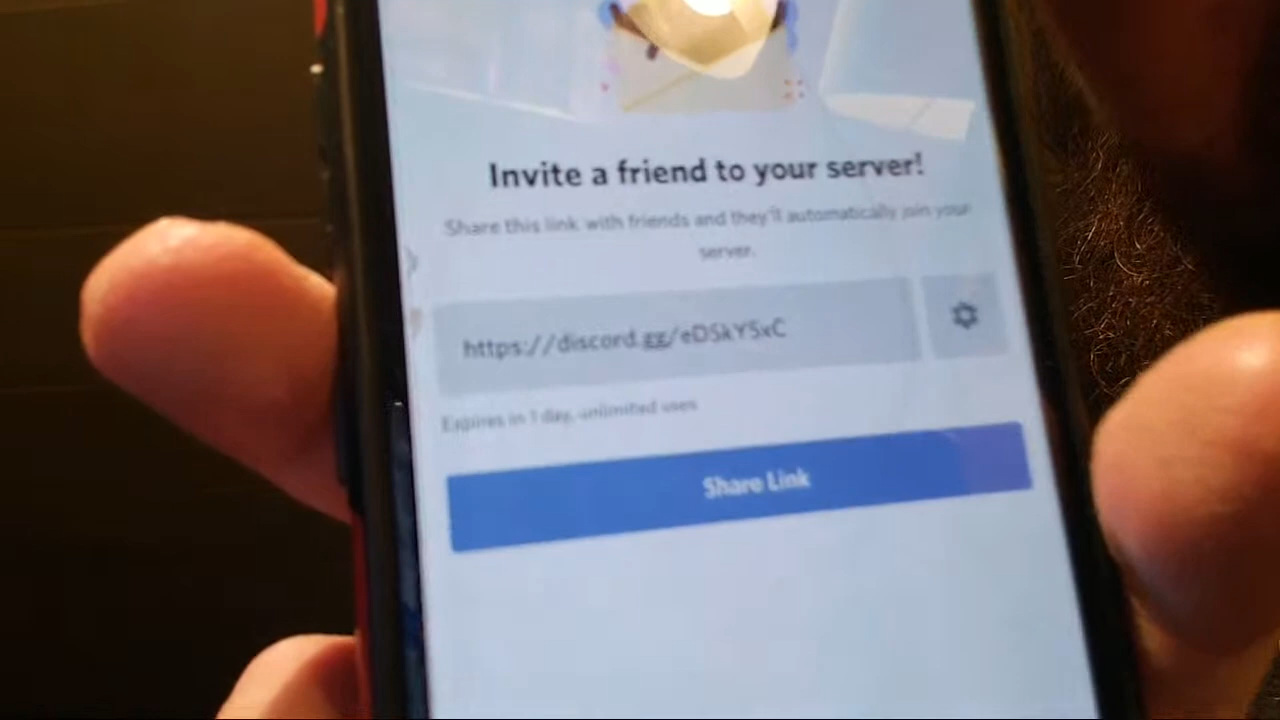 Invite a friend to your server!
Share this link with friends and they'll automatically join your
server.
https://discord.gg/eDSkYSxC
Expires in 1 day, unlimited uses
Share Link